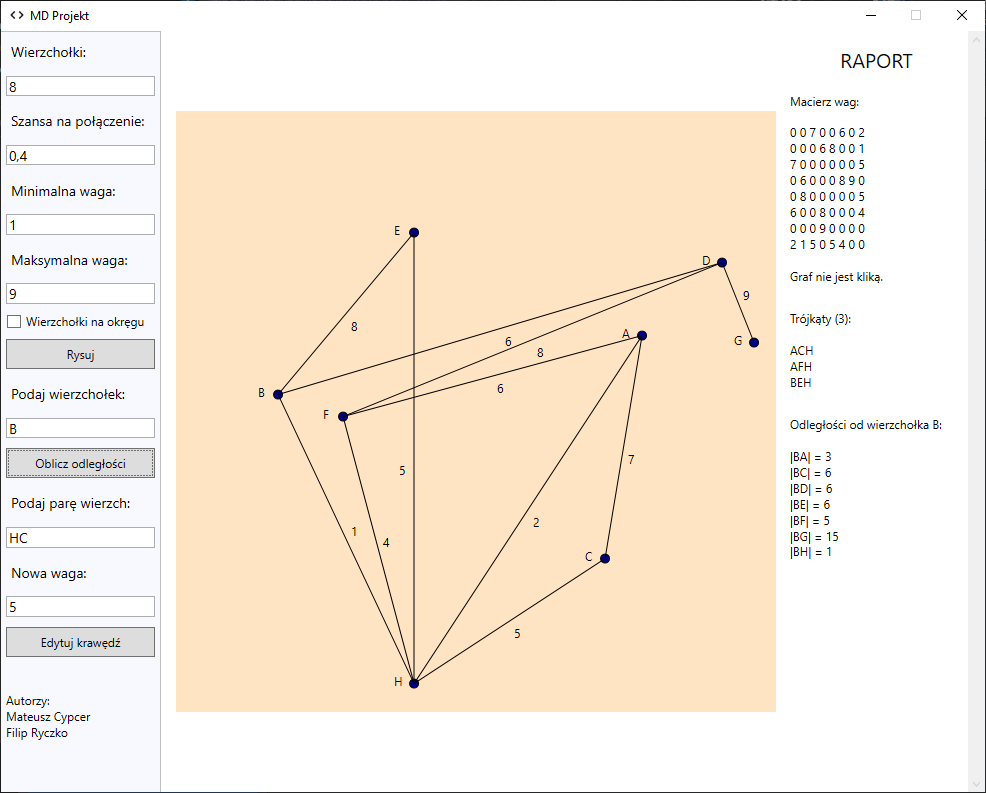 MD Projekt
Wierzchołki:
8
Szansa na połączenie:
0,4
Minimalna waga:
1
Maksymalna waga:
9
Wierzchołki na okręgu
Rysuj
Podaj wierzchołek:
B
Oblicz odległości
Podaj parę wierzch:
HC
Nowa waga:
5
Edytuj krawędź
Autorzy:
Mateusz Cypcer
Filip Ryczko
E
D
9
8
A
G
6
8
B
6
F
7
5
2
1
4
C
5
H
RAPORT
Macierz wag:
0 0 7 0 0 6 0 2
0 0 0 6 8 0 0 1
7 0 0 0 0 0 0 5
0 6 0 0 0 8 9 0
0 8 0 0 0 0 0 5
6 0 0 8 0 0 0 4
0 0 0 9 0 0 0 0
2 1 5 0 5 4 0 0
Graf nie jest kliką.
Trójkąty (3):
ACH
AFH
BEH
Odległości od wierzchołka B:
|BA| = 3
|BC| = 6
|BD| = 6
|BE| = 6
|BF| = 5
|BG| = 15
|BH| = 1